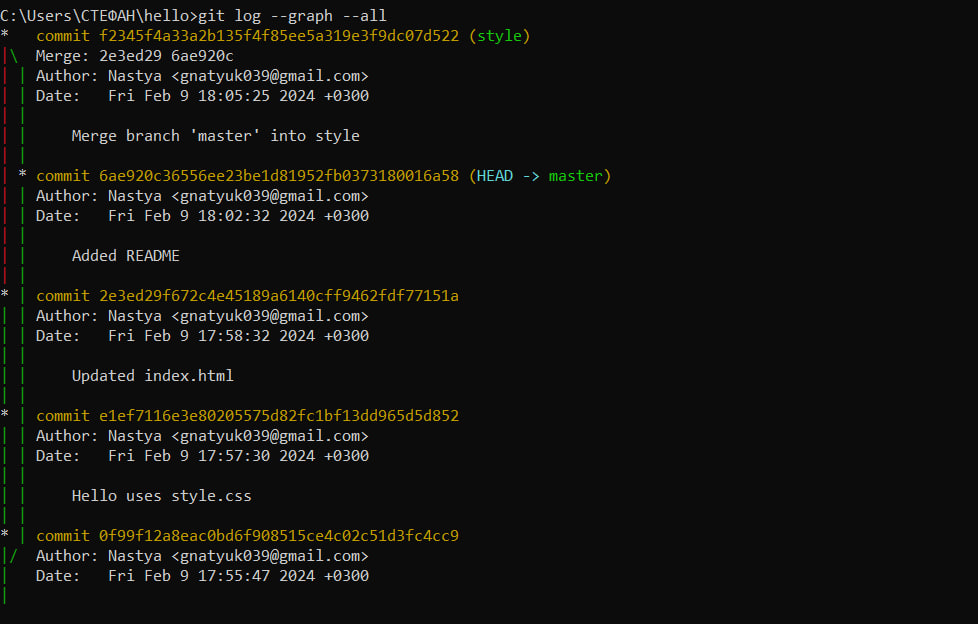 C:\Users\СТЕФАН\hello>git log --graph --all
*   commit f2345f4a33a2b135f4f85ee5a319e3f9dc07d522 (style)
|\  Merge: 2e3ed29 6ae920c
| | Author: Nastya <gnatyuk039@gmail.com>
| | Date:   Fri Feb 9 18:05:25 2024 +0300
| |
| |     Merge branch 'master' into style
| |
| * commit 6ae920c36556ee23be1d81952fb0373180016a58 (HEAD -> master)
| | Author: Nastya <gnatyuk039@gmail.com>
| | Date:   Fri Feb 9 18:02:32 2024 +0300
| |
| |     Added README
| |
* | commit 2e3ed29f672c4e45189a6140cff9462fdf77151a
| | Author: Nastya <gnatyuk039@gmail.com>
| | Date:   Fri Feb 9 17:58:32 2024 +0300
| |
| |     Updated index.html
| |
* | commit e1ef7116e3e80205575d82fc1bf13dd965d5d852
| | Author: Nastya <gnatyuk039@gmail.com>
| | Date:   Fri Feb 9 17:57:30 2024 +0300
| |
| |     Hello uses style.css
| |
* | commit 0f99f12a8eac0bd6f908515ce4c02c51d3fc4cc9
|/  Author: Nastya <gnatyuk039@gmail.com>
|   Date:   Fri Feb 9 17:55:47 2024 +0300
|